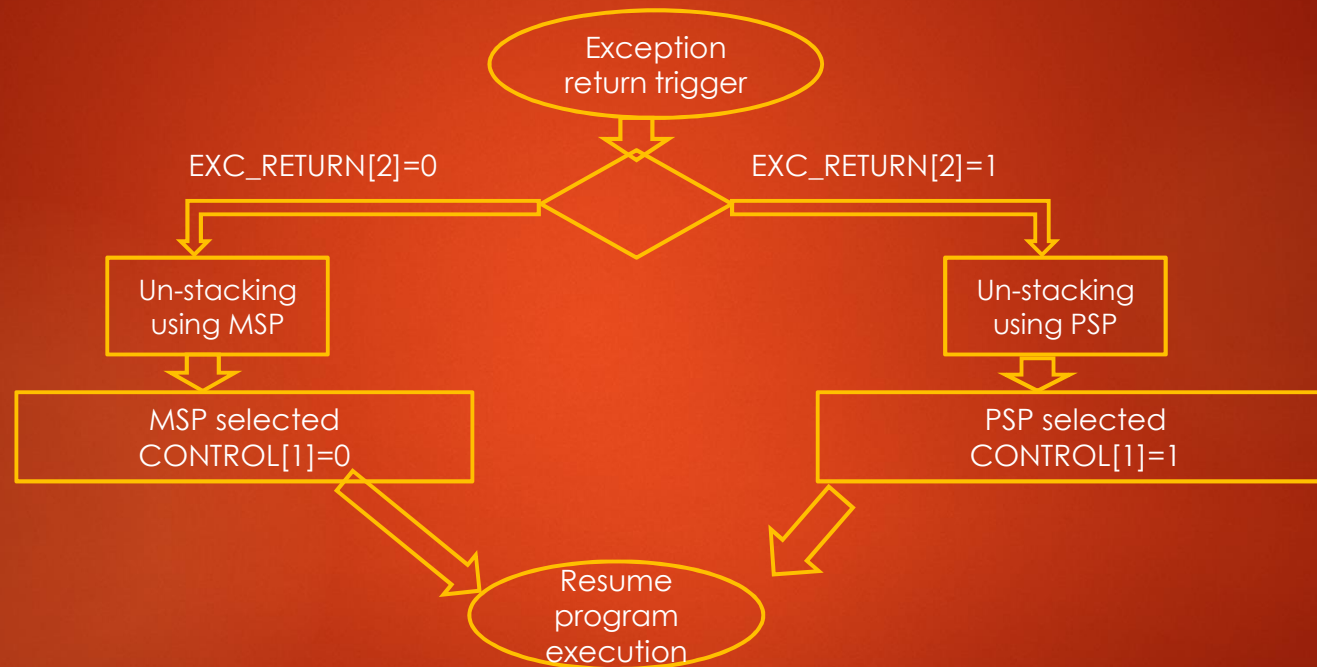 Exception
return trigger
EXC_RETURN[2]=0
EXC_RETURN[2]=1
Un-stacking
using MSP
Un-stacking
using PSP
MSP selected
CONTROL[1]=0
PSP selected
CONTROL[1]=1
Resume
program
execution